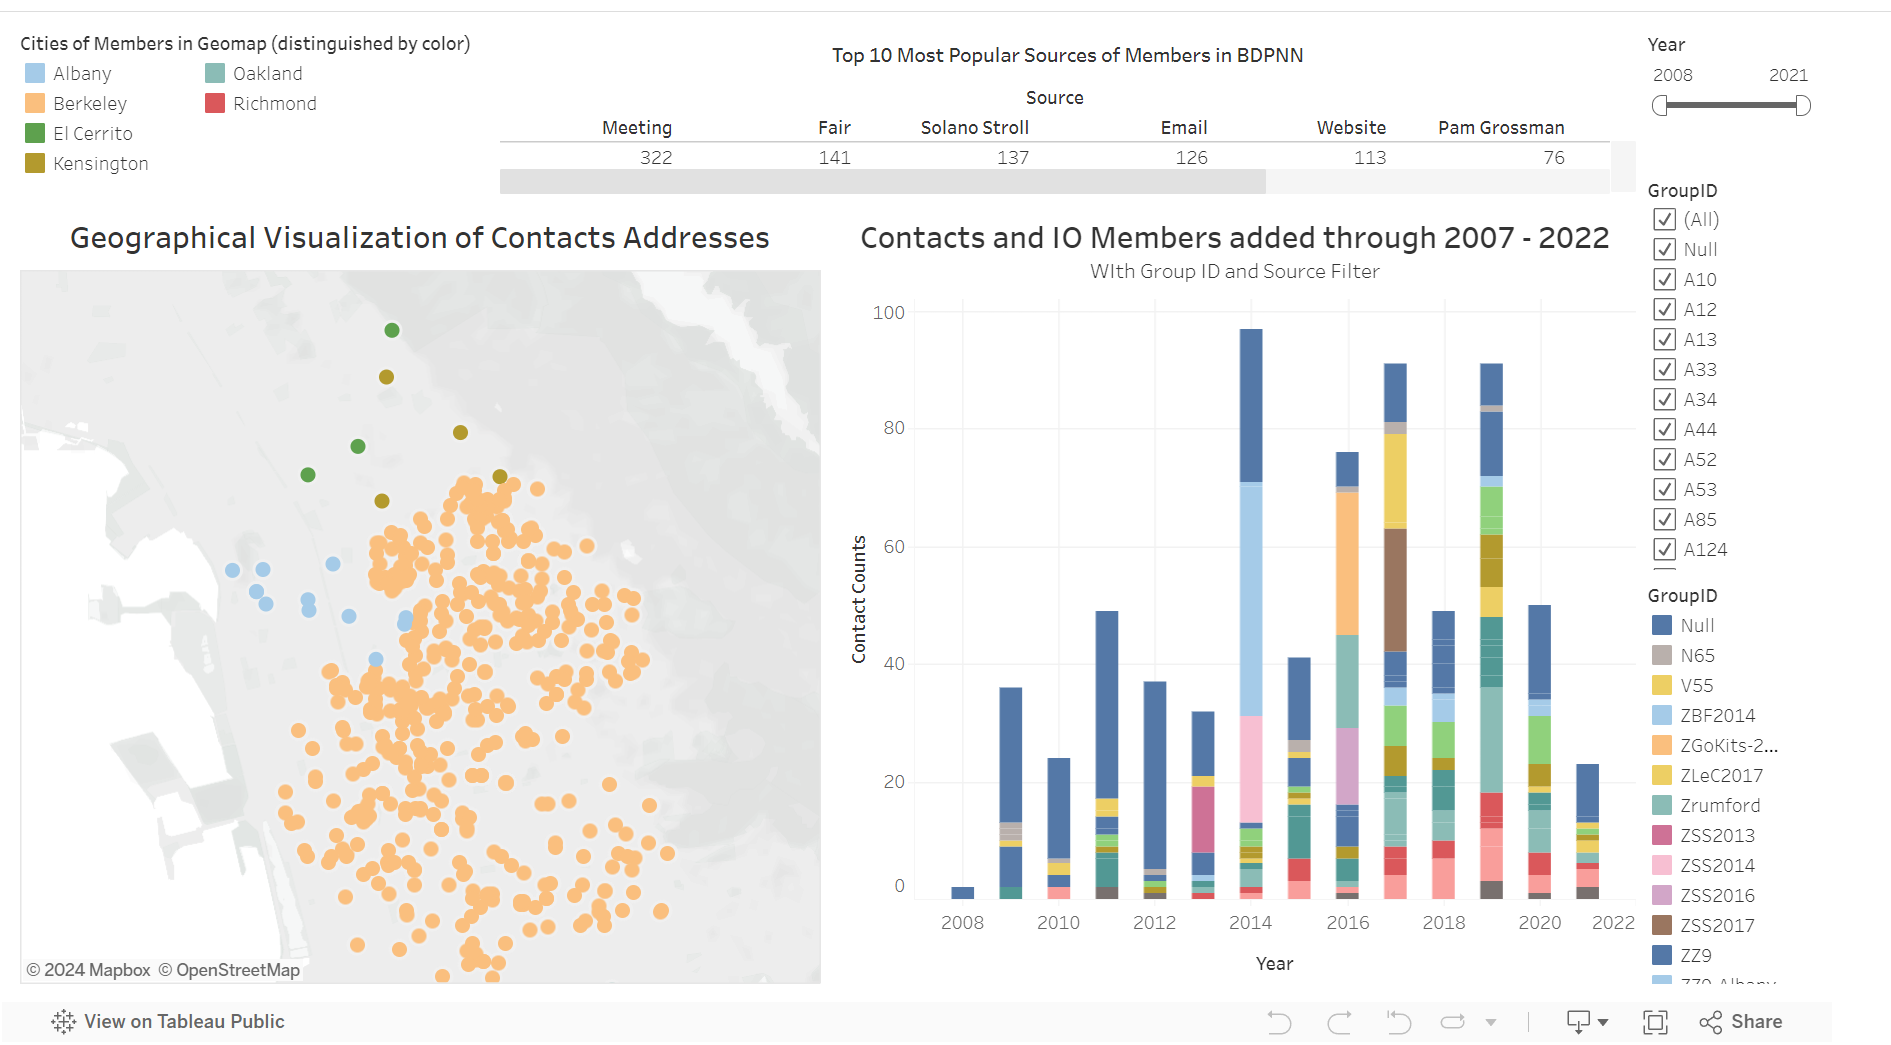 Cities of Members in Geomap (distinguished by color)
Albany
Berkeley
El Cerrito
Kensington
Oakland
Richmond
Top 10 Most Popular Sources of Members in BDPNN
Source
Meeting Fair Solano Stroll Email Website Pam Grossman
322 141 137 126 113 76
Year
2008 2021
GroupID
(All)
Null
A10
A12
A13
A33
A34
A44
A52
A53
A85
A124
Geographical Visualization of Contacts Addresses
© 2024 Mapbox © OpenStreetMap
Contacts and IO Members added through 2007 - 2022
WIth Group ID and Source Filter
Contact Counts
100
80
60
40
20
0
2008 2010 2012 2014 2016 2018 2020 2022
Year
GroupID
Null
N65
V55
ZBF2014
ZGoKits-2...
ZLeC2017
Zrumford
ZSS2013
ZSS2014
ZSS2016
ZSS2017
ZZ9
View on Tableau Public
Share